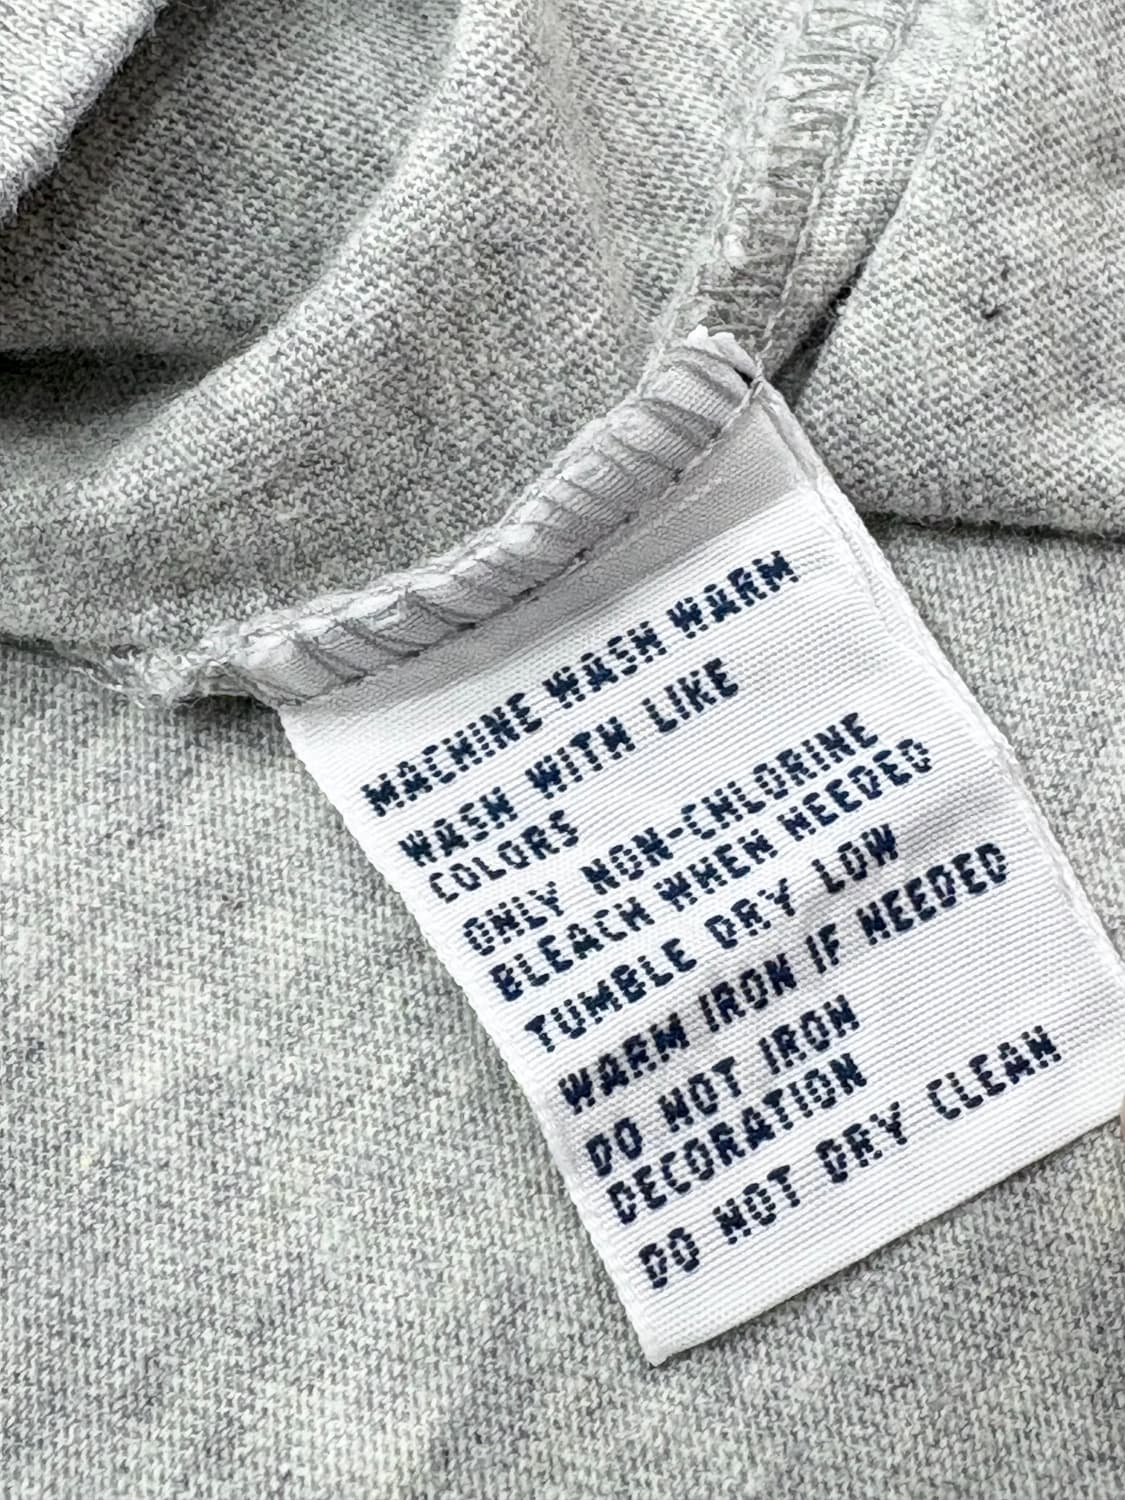 MACHINE WASH WARM
WASH WITH LIKE
COLORS
ONLY NON-CHLORINE
BLEACH WHEN NEEDED
TUMBLE DRY LOW
WARM IRON IF NEEDED
DO NOT IRON
DECORATION
DO NOT DRY CLEAN